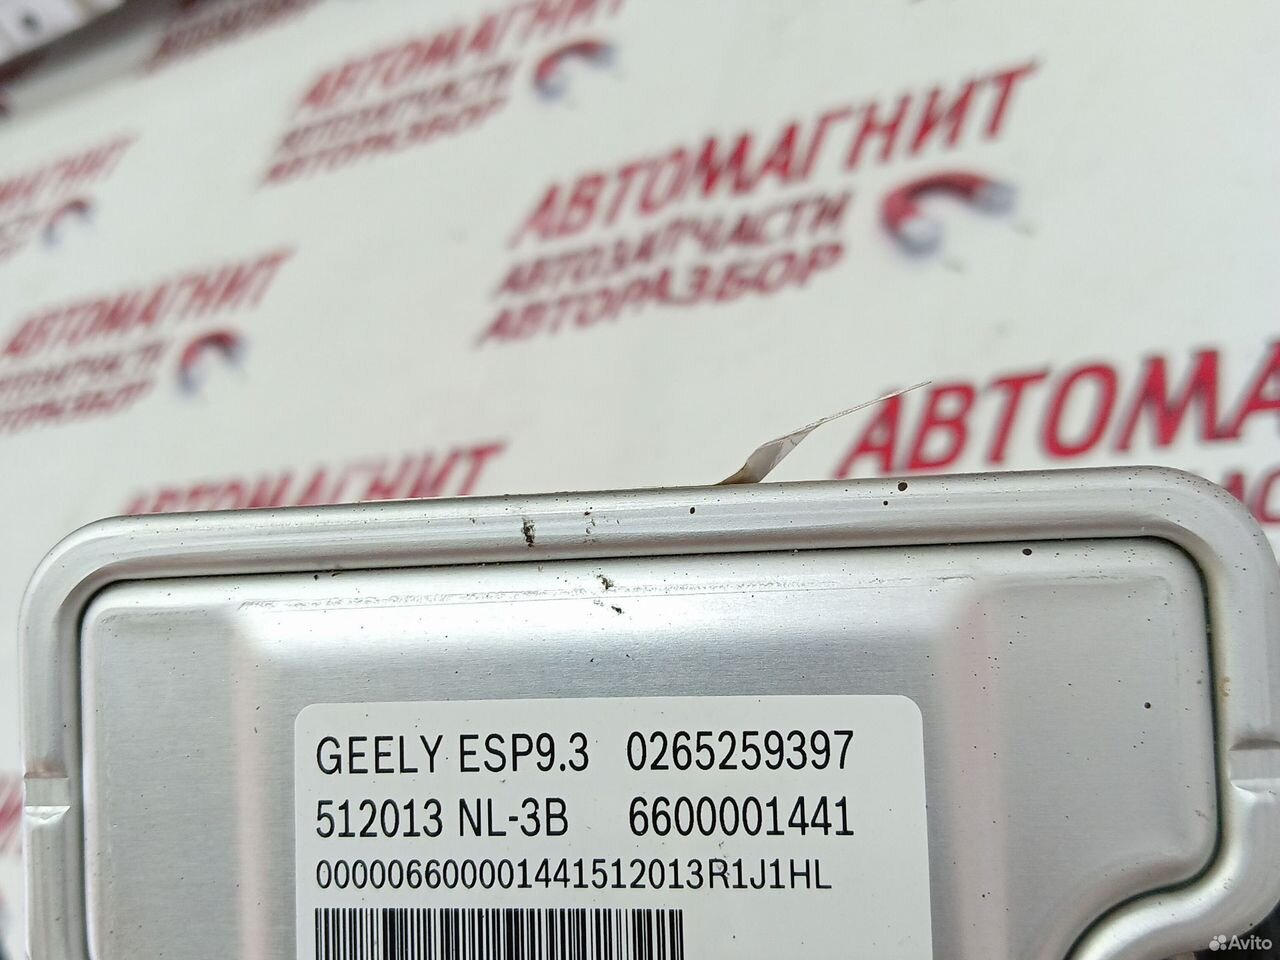 АВТОМАГНИТ
АВТОЗАПЧАСТИ
АВТОРАЗБОР
АВТОМАГНИТ
АВТОЗАПЧАСТИ
АВТОРАЗБОР
АВТОМАГНИТ
АВТОЗАПЧАСТИ
АВТОРАЗБОР
АВТОМА
АВТОМАГНИТ
GEELY ESP9.3 0265259397
512013 NL-3B 6600001441
000006600001441512013R1J1HL
Avito